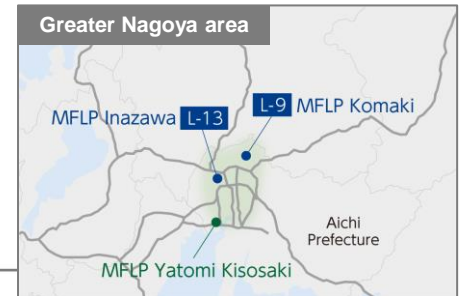 Greater Nagoya area
MFLP Inazawa L-13
L-9 MFLP Komaki
Aichi
Prefecture
MFLP Yatomi Kisosaki